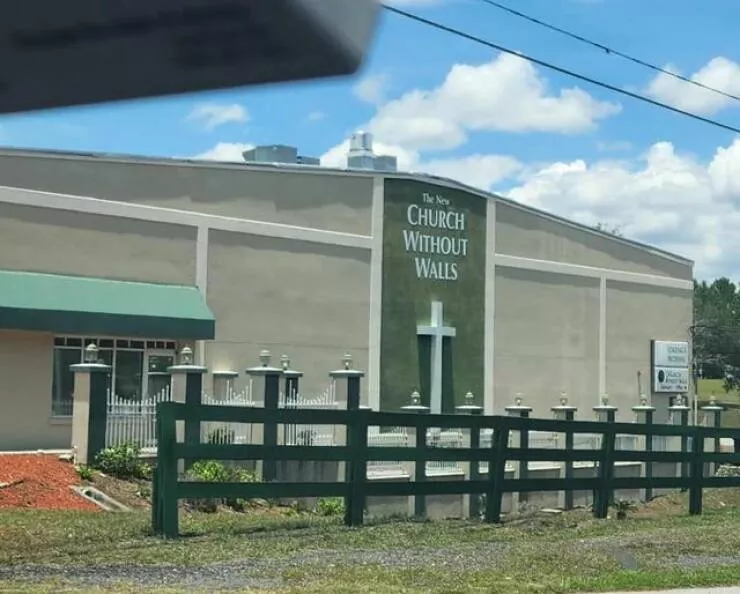 The New
CHURCH
WITHOUT
WALLS